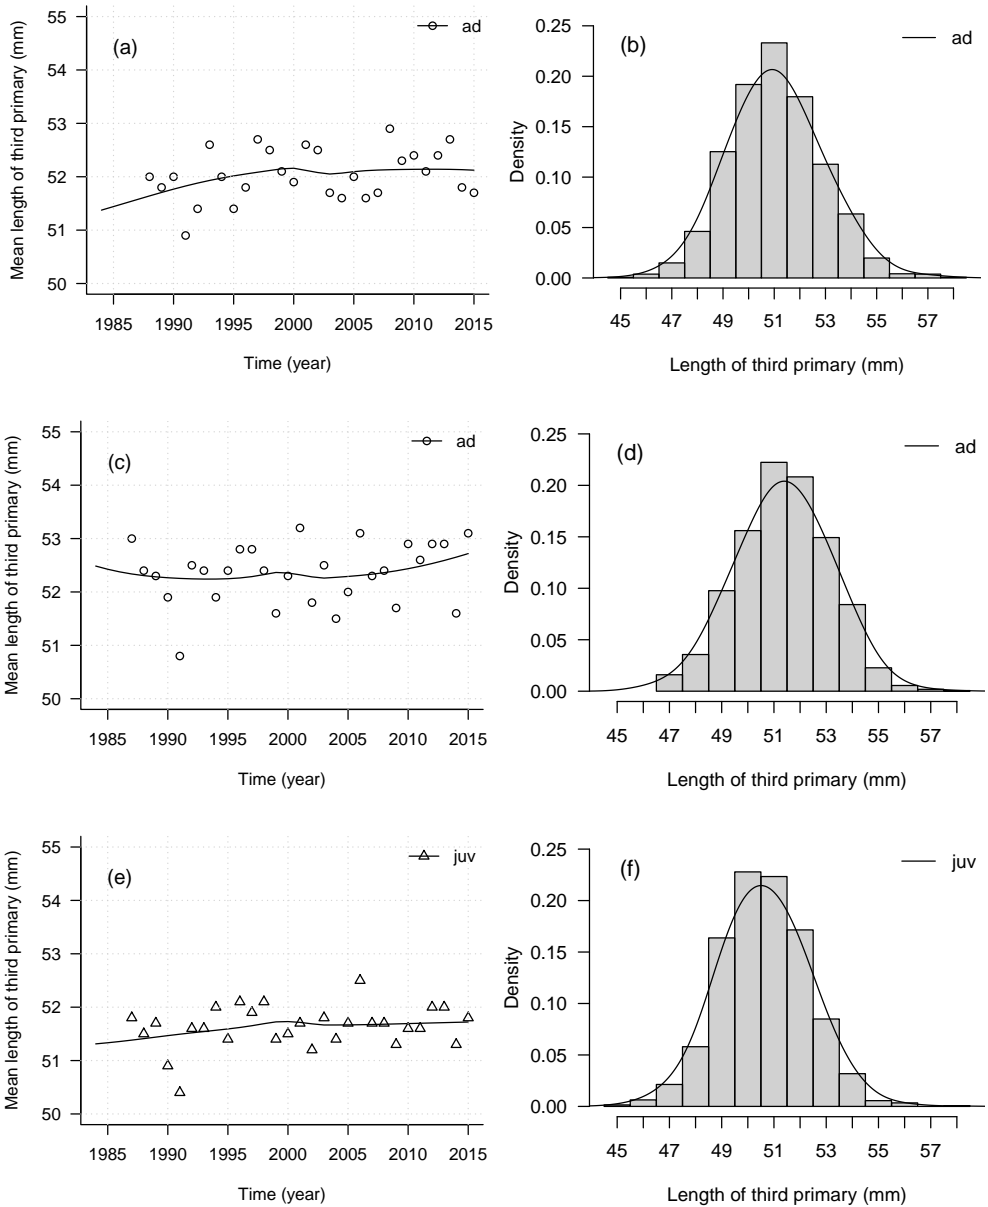 55
54
53
52
51
50
Mean length of third primary (mm)
(a)
ad
1985 1990 1995 2000 2005 2010 2015
Time (year)
0.25
0.20
0.15
0.10
0.05
0.00
Density
(b)
ad
45 47 49 51 53 55 57
Length of third primary (mm)
55
54
53
52
51
50
Mean length of third primary (mm)
(c)
ad
1985 1990 1995 2000 2005 2010 2015
Time (year)
0.25
0.20
0.15
0.10
0.05
0.00
Density
(d)
ad
45 47 49 51 53 55 57
Length of third primary (mm)
55
54
53
52
51
50
Mean length of third primary (mm)
(e)
juv
1985 1990 1995 2000 2005 2010 2015
Time (year)
0.25
0.20
0.15
0.10
0.05
0.00
Density
(f)
juv
45 47 49 51 53 55 57
Length of third primary (mm)